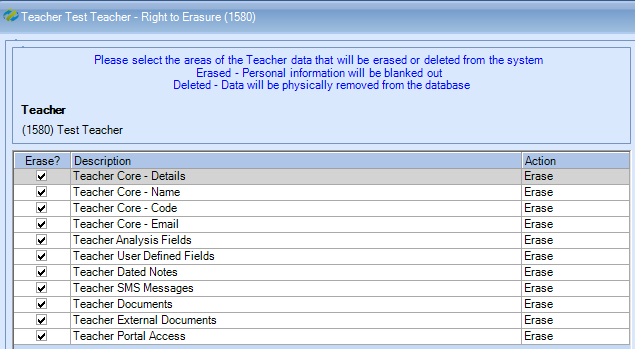 Teacher Test Teacher - Right to Erasure (1580)
Please select the areas of the Teacher data that will be erased or deleted from the system
Erased - Personal information will be blanked out
Deleted - Data will be physically removed from the database
Teacher
(1580) Test Teacher
Erase? Description Action
Teacher Core - Details Erase
Teacher Core - Name Erase
Teacher Core - Code Erase
Teacher Core - Email Erase
Teacher Analysis Fields Erase
Teacher User Defined Fields Erase
Teacher Dated Notes Erase
Teacher SMS Messages Erase
Teacher Documents Erase
Teacher External Documents Erase
Teacher Portal Access Erase